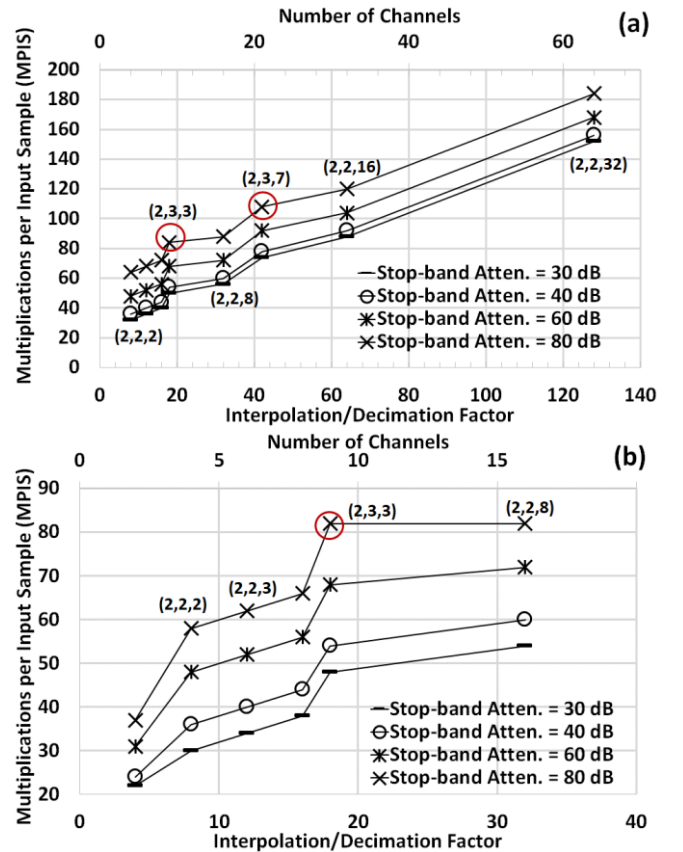 Number of Channels
0 20 40 60
(a)
Multiplications per Input Sample (MPIS)
200
180
160
140
120
100
80
60
40
20
0
(2,3,3)
(2,3,7)
(2,2,16)
(2,2,32)
(2,2,2)
(2,2,8)
Stop-band Atten. = 30 dB
Stop-band Atten. = 40 dB
Stop-band Atten. = 60 dB
Stop-band Atten. = 80 dB
0 20 40 60 80 100 120 140
Interpolation/Decimation Factor
Number of Channels
0 5 10 15
(b)
Multiplications per Input Sample (MPIS)
90
80
70
60
50
40
30
20
(2,3,3)
(2,2,8)
(2,2,2)
(2,2,3)
Stop-band Atten. = 30 dB
Stop-band Atten. = 40 dB
Stop-band Atten. = 60 dB
Stop-band Atten. = 80 dB
0 10 20 30 40
Interpolation/Decimation Factor